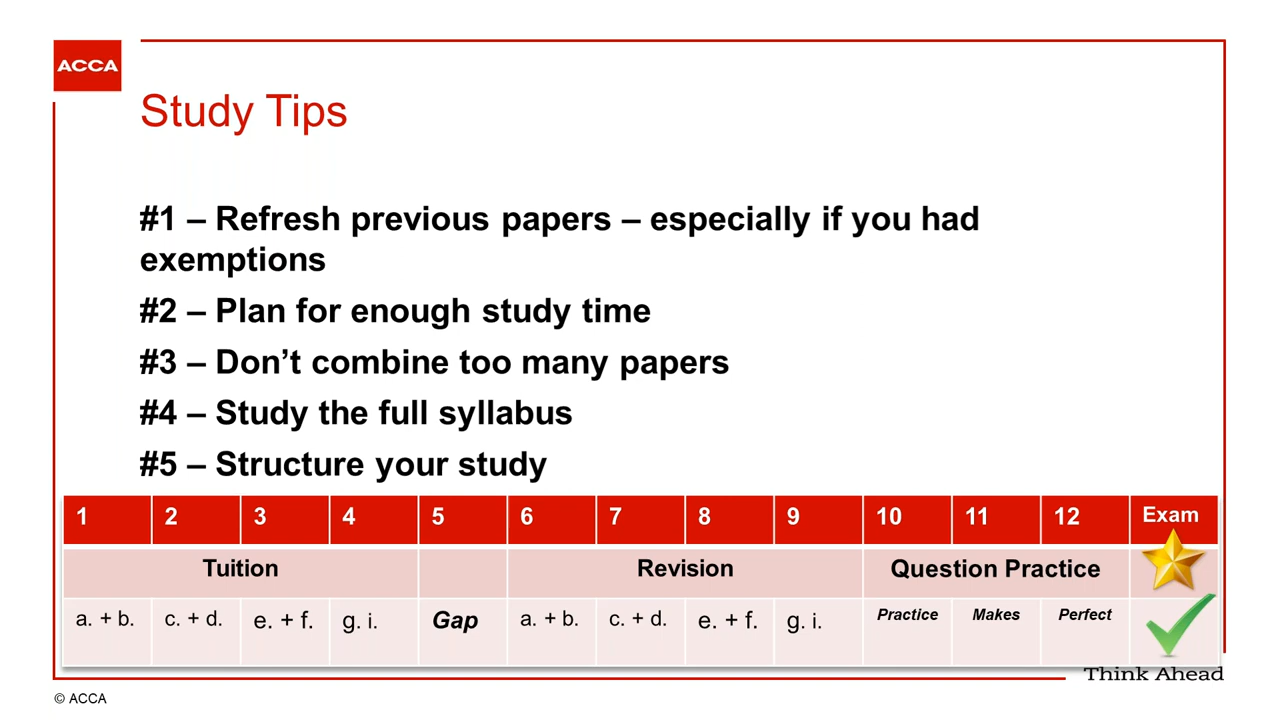 ACCA
Study Tips
#1 – Refresh previous papers – especially if you had
exemptions
#2 – Plan for enough study time
#3 – Don’t combine too many papers
#4 – Study the full syllabus
#5 – Structure your study
1 2 3 4 5 6 7 8 9 10 11 12 Exam
Tuition Revision Question Practice
a. + b. c. + d. e. + f. g. i. Gap a. + b. c. + d. e. + f. g. i. Practice Makes Perfect
Think Ahead
© ACCA